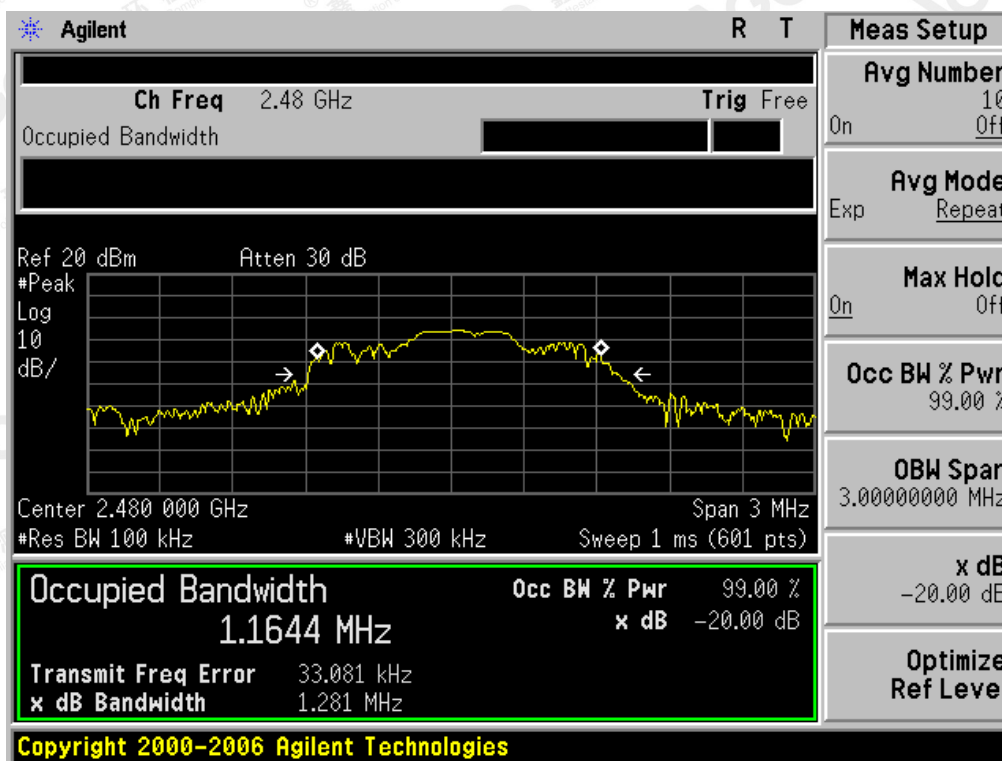 Agilent R T Meas Setup
Ch Freq 2.48 GHz Trig Free
Occupied Bandwidth
Avg Number
10
On Off
Avg Mode
Exp Repeat
Max Hold
On Off
Occ BW % Pwr
99.00 %
OBW Span
3.00000000 MHz
x dB
-20.00 dB
Optimize
Ref Level
Ref 20 dBm Atten 30 dB
#Peak
Log
10
dB/
Center 2.480 000 GHz Span 3 MHz
#Res BW 100 kHz #VBW 300 kHz Sweep 1 ms (601 pts)
Occupied Bandwidth Occ BW % Pwr 99.00 %
1.1644 MHz x dB -20.00 dB
Transmit Freq Error 33.081 kHz
x dB Bandwidth 1.281 MHz
Copyright 2000-2006 Agilent Technologies